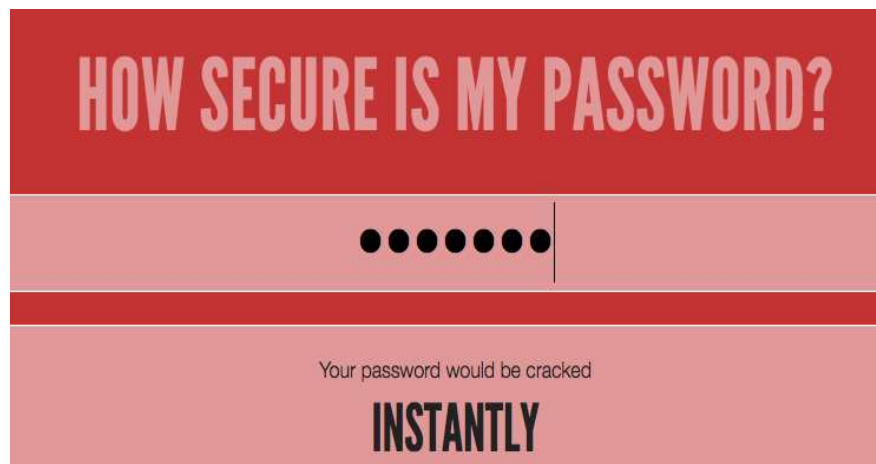 HOW SECURE IS MY PASSWORD?
•••••••
Your password would be cracked
INSTANTLY